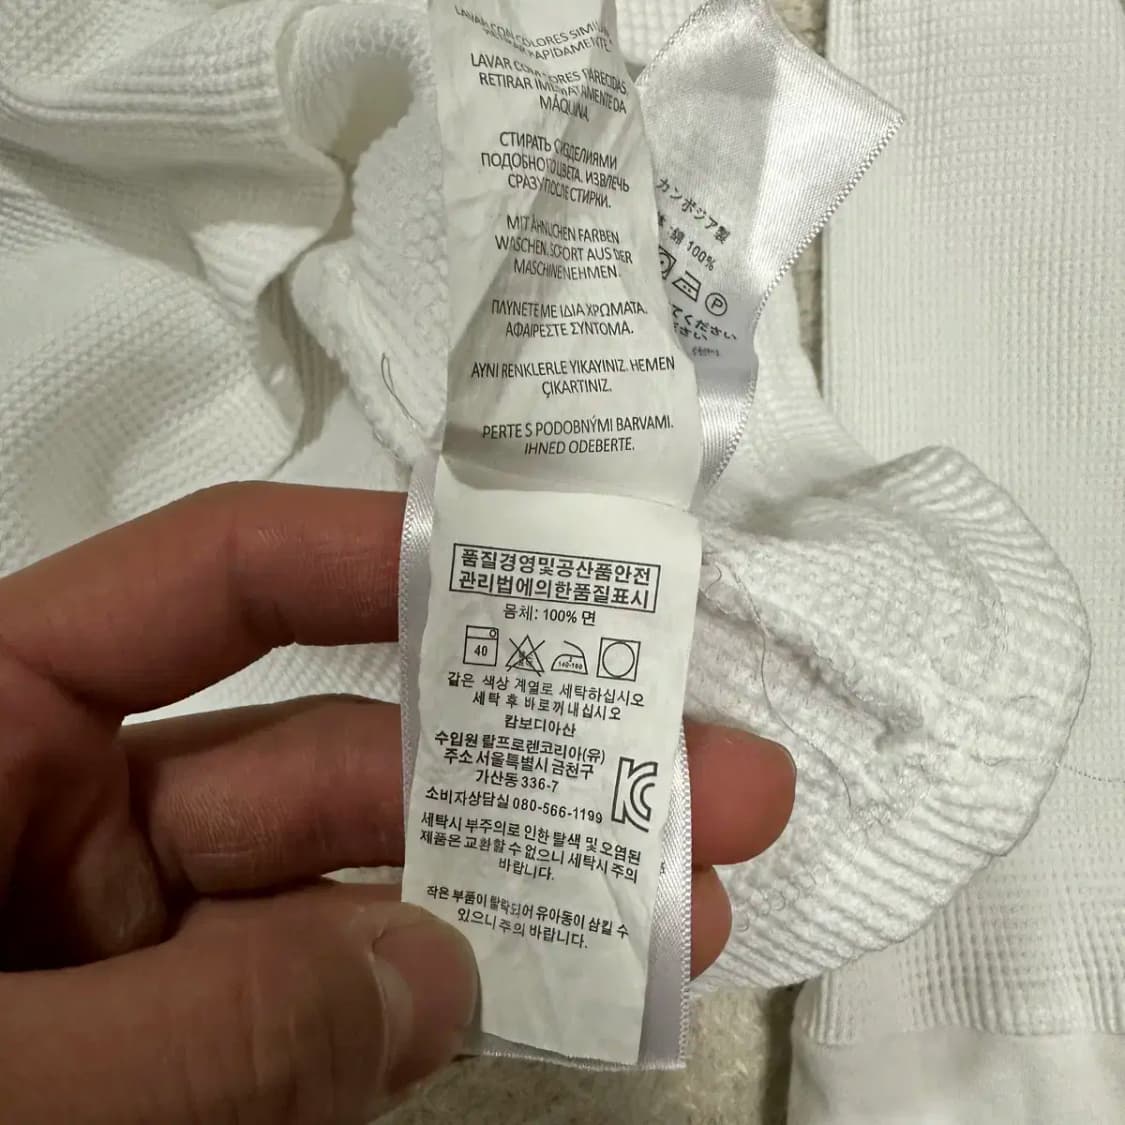 LAVAR CON COLORES
RETIRAR RAPIDAMENTE.
LAVAR COM CORES PARECIDAS.
RETIRAR IMEDIATAMENTE DA
MÁQUINA.
СТИРАТЬ С ИЗДЕЛИЯМИ
ПОДОБНОГО ЦВЕТА. ИЗВЛЕЧЬ
СРАЗУ ПОСЛЕ СТИРКИ.
MIT ÄHNLICHEN FARBEN
WASCHEN. SOFORT AUS DER
MASCHINE NEHMEN.
ΠΛΥΝΕΤΕ ΜΕ ΙΔΙΑ ΧΡΩΜΑΤΑ.
ΑΦΑΙΡΕΣΤΕ ΣΥΝΤΟΜΑ.
AYNI RENKLERLE YIKAYINIZ. HEMEN
ÇIKARTINIZ.
PERTE S PODOBNÝMI BARVAMI.
IHNED ODEBERTE.
カンボジア製
綿 100%
P
てください
さい
품질경영및공산품안전
관리법에의한품질표시
몸체: 100% 면
40 140-160
같은 색상 계열로 세탁하십시오
세탁 후 바로꺼내십시오
캄보디아산
수입원 랄프로렌코리아(유)
주소 서울특별시 금천구
가산동 336-7
소비자상담실 080-566-1199
세탁시 부주의로 인한 탈색 및 오염된
제품은 교환할 수 없으니 세탁시 주의
바랍니다.
작은 부품이 탈락되어 유아동이 삼킬 수
있으니 주의 바랍니다.